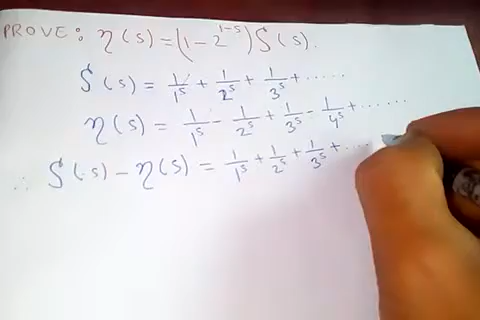 PROVE: η(s) = (1 - 2^(1-s)) ζ(s).
ζ(s) = 1/1^s + 1/2^s + 1/3^s + ......
η(s) = 1/1^s - 1/2^s + 1/3^s - 1/4^s + ......
∴ ζ(s) - η(s) = 1/1^s + 1/2^s + 1/3^s + ....